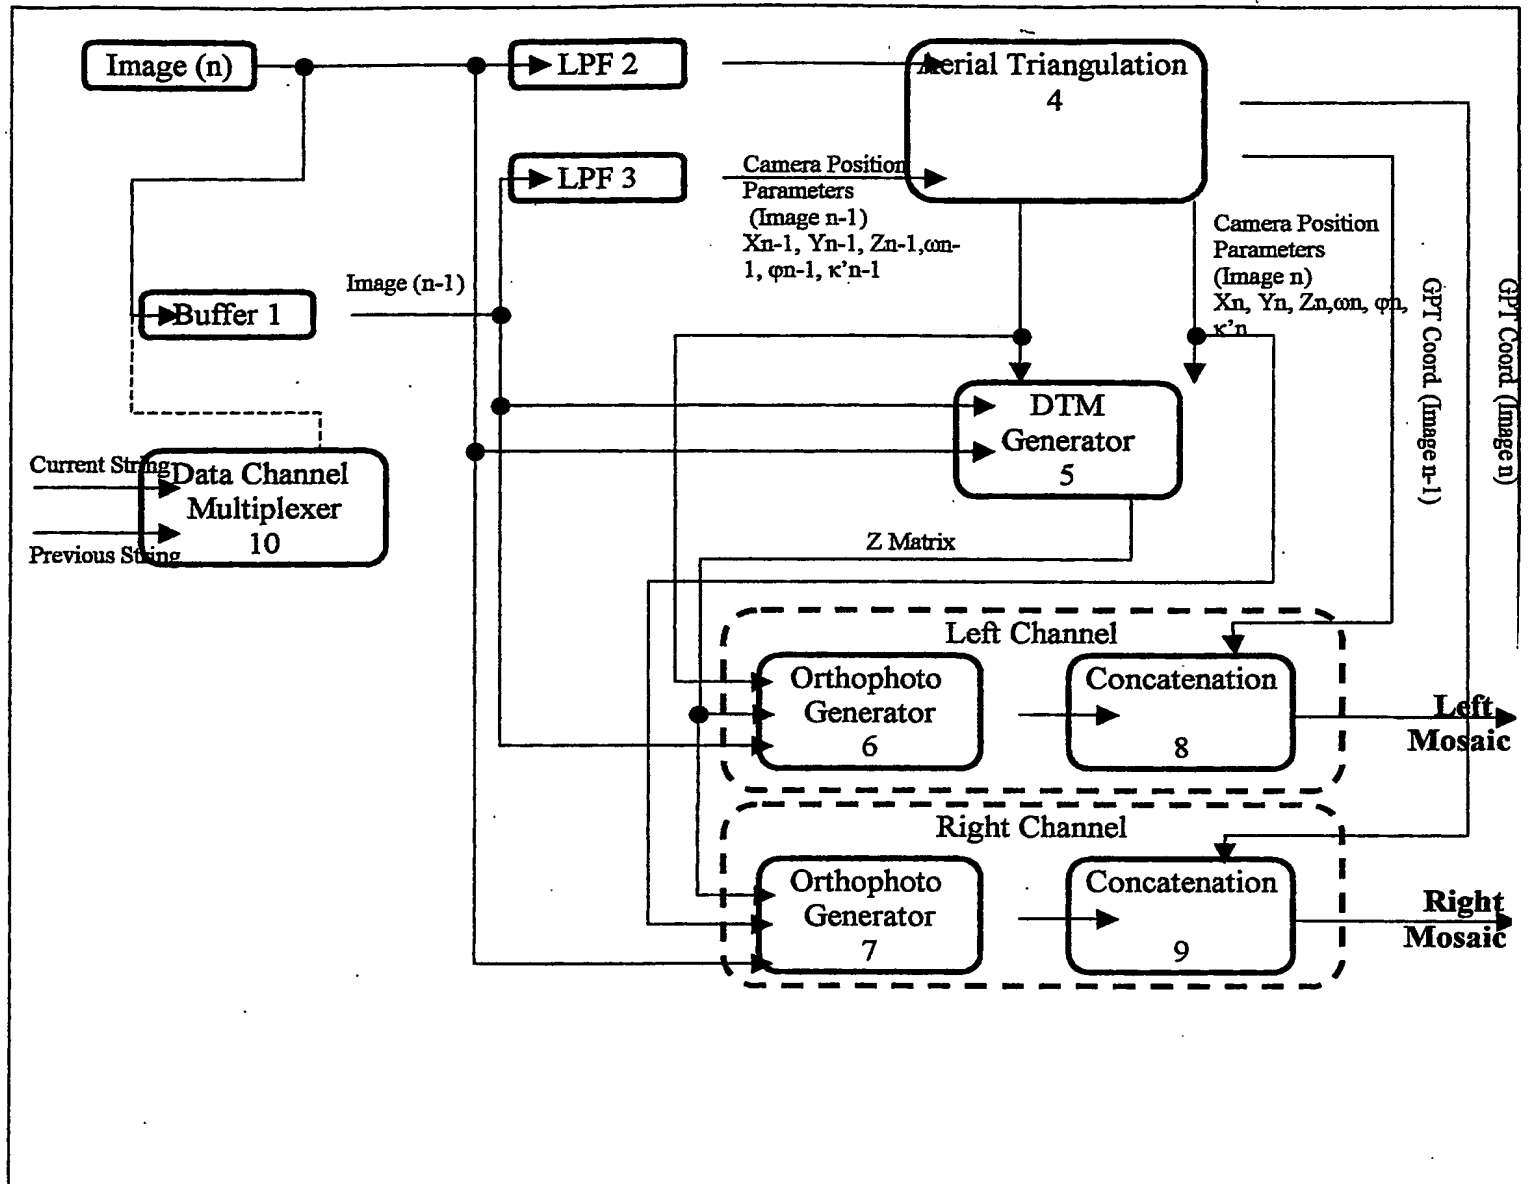 Image (n)
LPF 2
Aerial Triangulation
4
LPF 3
Camera Position
Parameters
(Image n-1)
Xn-1, Yn-1, Zn-1,ωn-
1, φn-1, κ'n-1
Camera Position
Parameters
(Image n)
Xn, Yn, Zn,ωn, φn,
κ'n
GPT Coord. (Image n-1)
GPT Coord. (Image n)
Image (n-1)
Buffer 1
DTM
Generator
5
Current String
Data Channel
Multiplexer
10
Previous String
Z Matrix
Left Channel
Orthophoto
Generator
6
Concatenation
8
Left
Mosaic
Right Channel
Orthophoto
Generator
7
Concatenation
9
Right
Mosaic